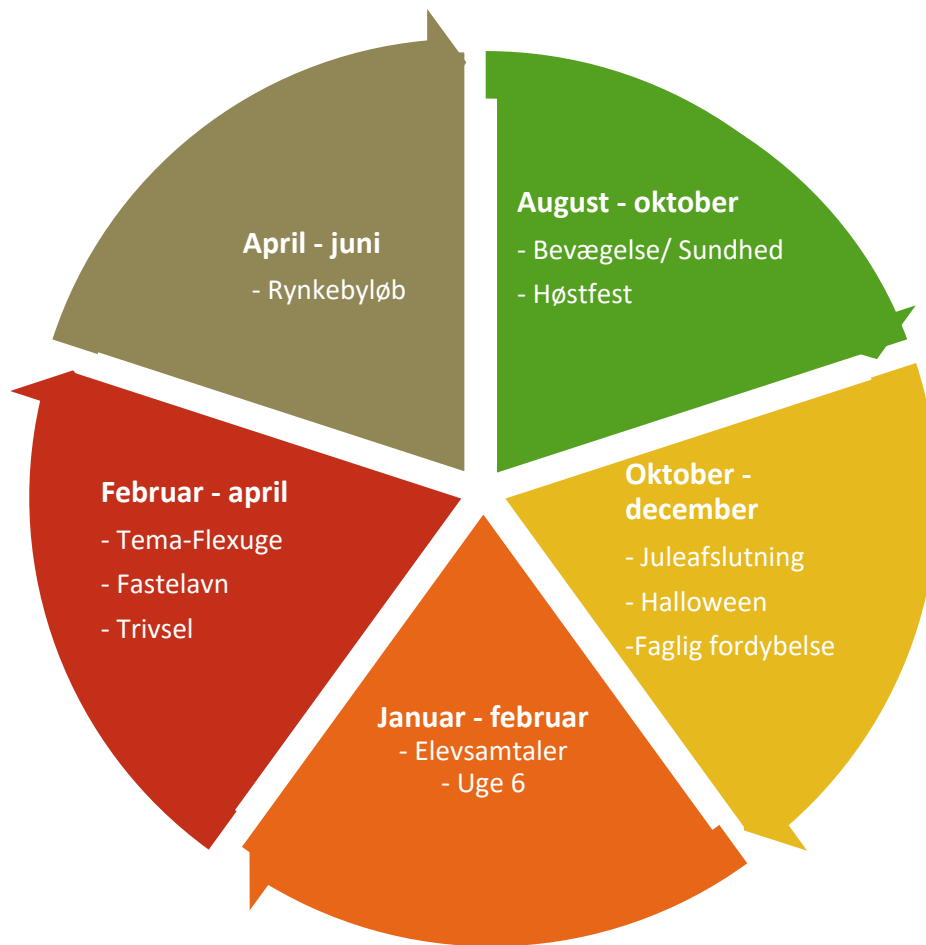 August - oktober
- Bevægelse/ Sundhed
- Høstfest
Oktober -
december
- Juleafslutning
- Halloween
-Faglig fordybelse
Januar - februar
- Elevsamtaler
- Uge 6
Februar - april
- Tema-Flexuge
- Fastelavn
- Trivsel
April - juni
- Rynkebyløb